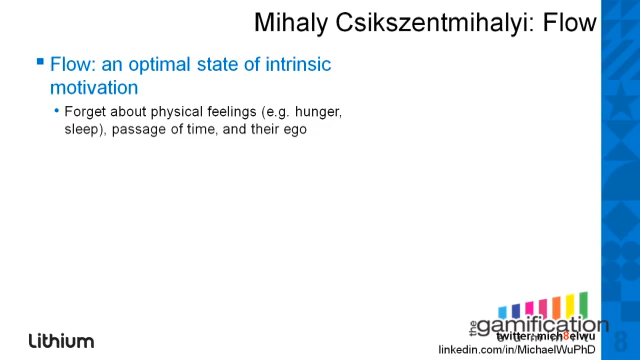 Mihaly Csikszentmihalyi: Flow
Flow: an optimal state of intrinsic
motivation
Forget about physical feelings (e.g. hunger,
sleep), passage of time, and their ego
Lithium
the gamification
twitter: mich8elwu
linkedin.com/in/MichaelWuPhD
8